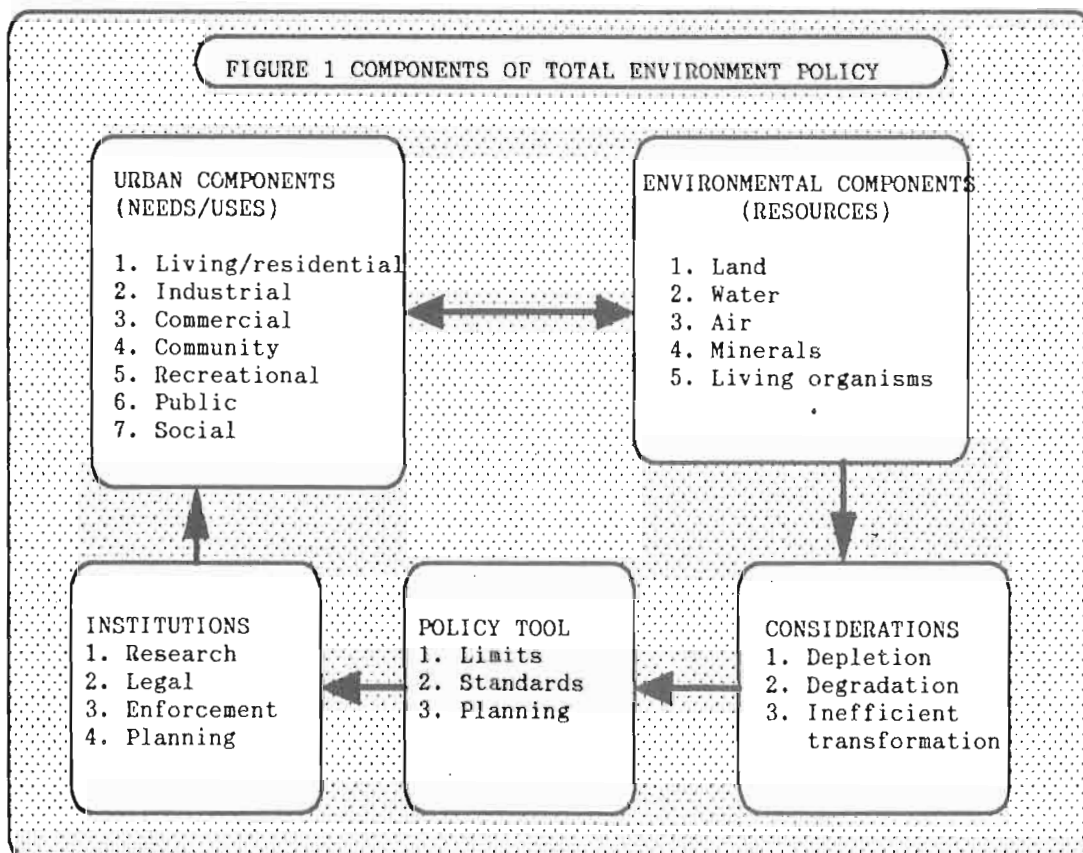 FIGURE 1 COMPONENTS OF TOTAL ENVIRONMENT POLICY
URBAN COMPONENTS
(NEEDS/USES)
1. Living/residential
2. Industrial
3. Commercial
4. Community
5. Recreational
6. Public
7. Social
ENVIRONMENTAL COMPONENTS
(RESOURCES)
1. Land
2. Water
3. Air
4. Minerals
5. Living organisms
INSTITUTIONS
1. Research
2. Legal
3. Enforcement
4. Planning
POLICY TOOL
1. Limits
2. Standards
3. Planning
CONSIDERATIONS
1. Depletion
2. Degradation
3. Inefficient
transformation